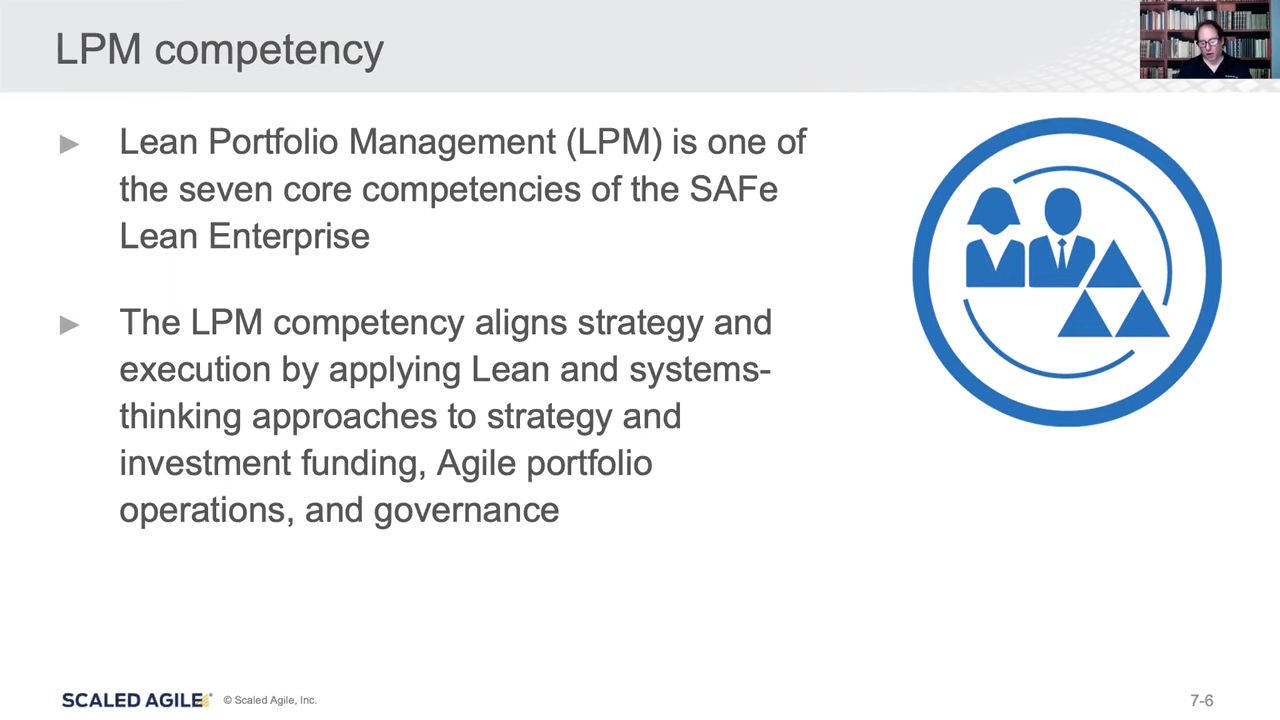 LPM competency
Lean Portfolio Management (LPM) is one of
the seven core competencies of the SAFe
Lean Enterprise
The LPM competency aligns strategy and
execution by applying Lean and systems-
thinking approaches to strategy and
investment funding, Agile portfolio
operations, and governance
SCALED AGILE © Scaled Agile, Inc.
7-6